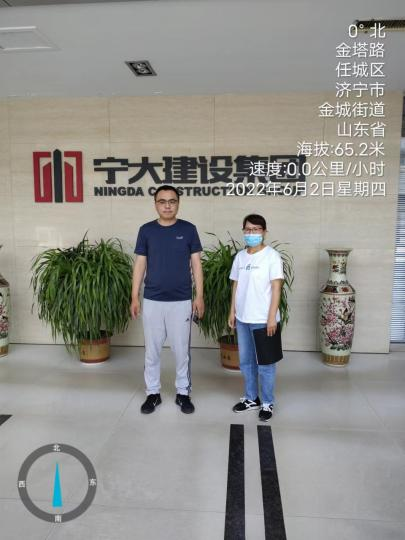 0° 北
金塔路
任城区
济宁市
金城街道
山东省
海拔:65.2米
速度:0.0公里/小时
2022年6月2日星期四
宁大建设集团
NINGDA CONSTRUCT
北
西 东
南